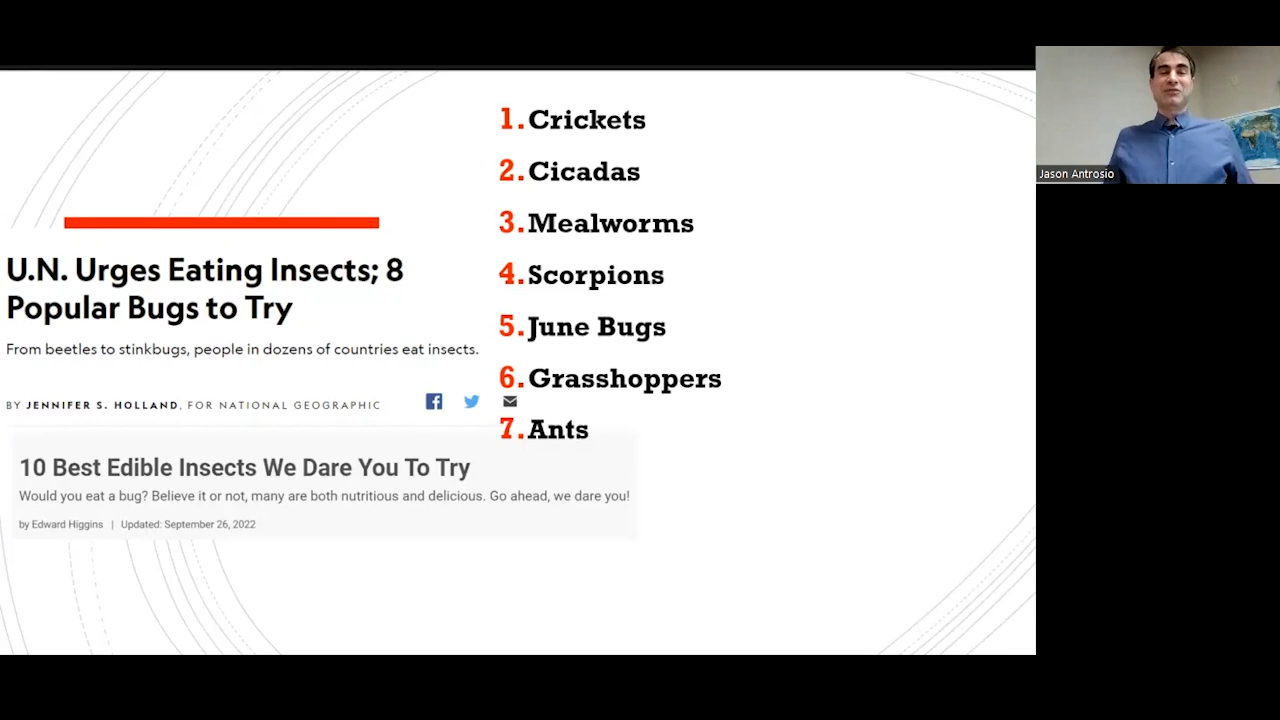 1. Crickets
2. Cicadas
3. Mealworms
4. Scorpions
5. June Bugs
6. Grasshoppers
7. Ants
U.N. Urges Eating Insects; 8
Popular Bugs to Try
From beetles to stinkbugs, people in dozens of countries eat insects.
BY JENNIFER S. HOLLAND, FOR NATIONAL GEOGRAPHIC
10 Best Edible Insects We Dare You To Try
Would you eat a bug? Believe it or not, many are both nutritious and delicious. Go ahead, we dare you!
by Edward Higgins | Updated: September 26, 2022
Jason Antrosio